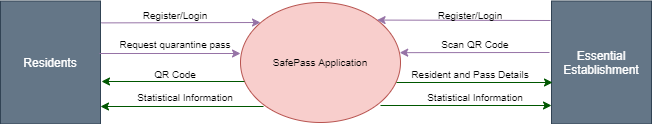 Register/Login
Register/Login
Request quarantine pass
Scan QR Code
Residents
SafePass Application
Essential
Establishment
QR Code
Resident and Pass Details
Statistical Information
Statistical Information